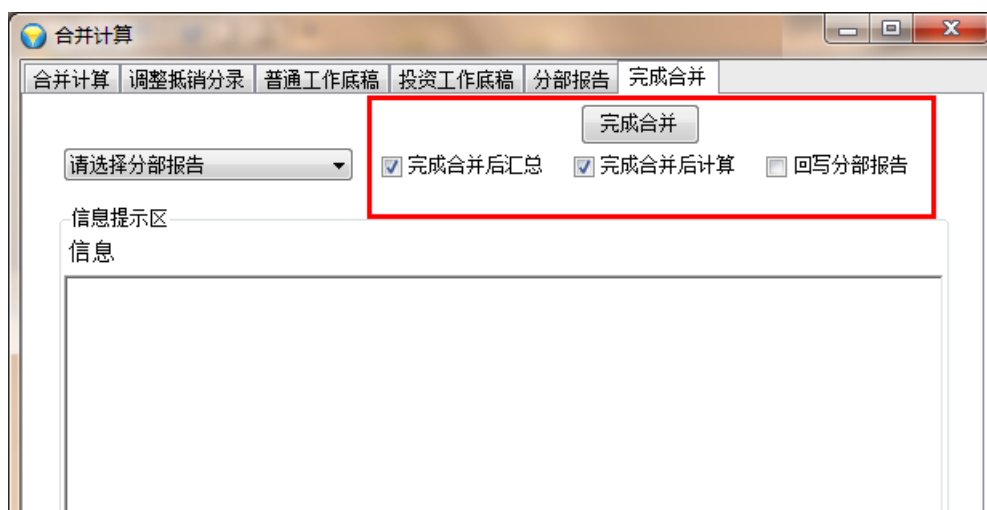 合并计算
合并计算 调整抵销分录 普通工作底稿 投资工作底稿 分部报告 完成合并
完成合并
请选择分部报告 完成合并后汇总 完成合并后计算 回写分部报告
信息提示区
信息